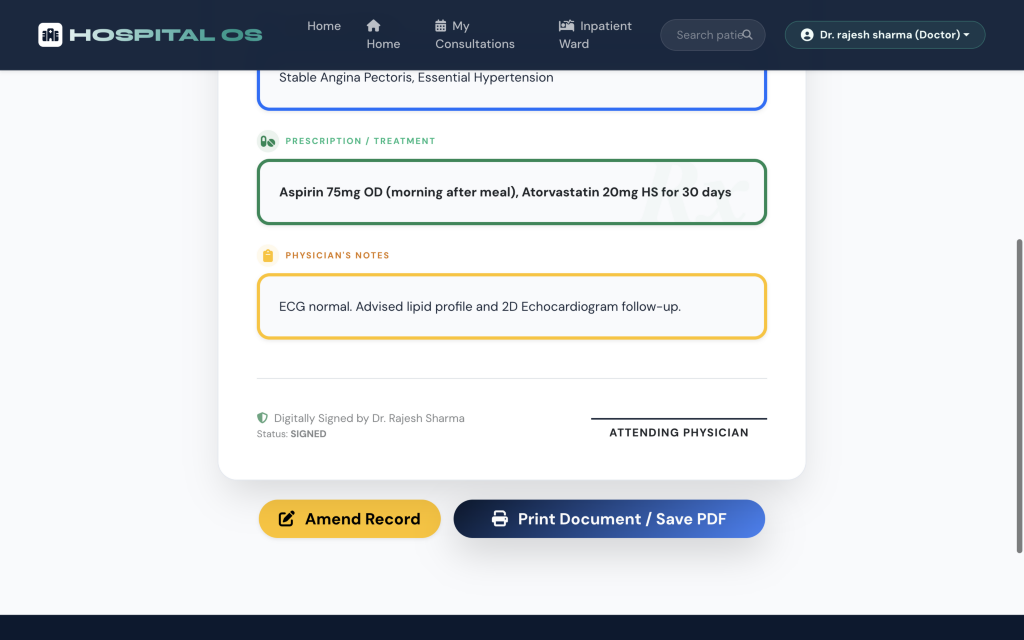 HOSPITAL OS
Home
Home
My
Consultations
Inpatient
Ward
Search patie
Dr. rajesh sharma (Doctor)
Stable Angina Pectoris, Essential Hypertension
PRESCRIPTION / TREATMENT
Rx
Aspirin 75mg OD (morning after meal), Atorvastatin 20mg HS for 30 days
PHYSICIAN'S NOTES
ECG normal. Advised lipid profile and 2D Echocardiogram follow-up.
Digitally Signed by Dr. Rajesh Sharma
Status: SIGNED
ATTENDING PHYSICIAN
Amend Record
Print Document / Save PDF